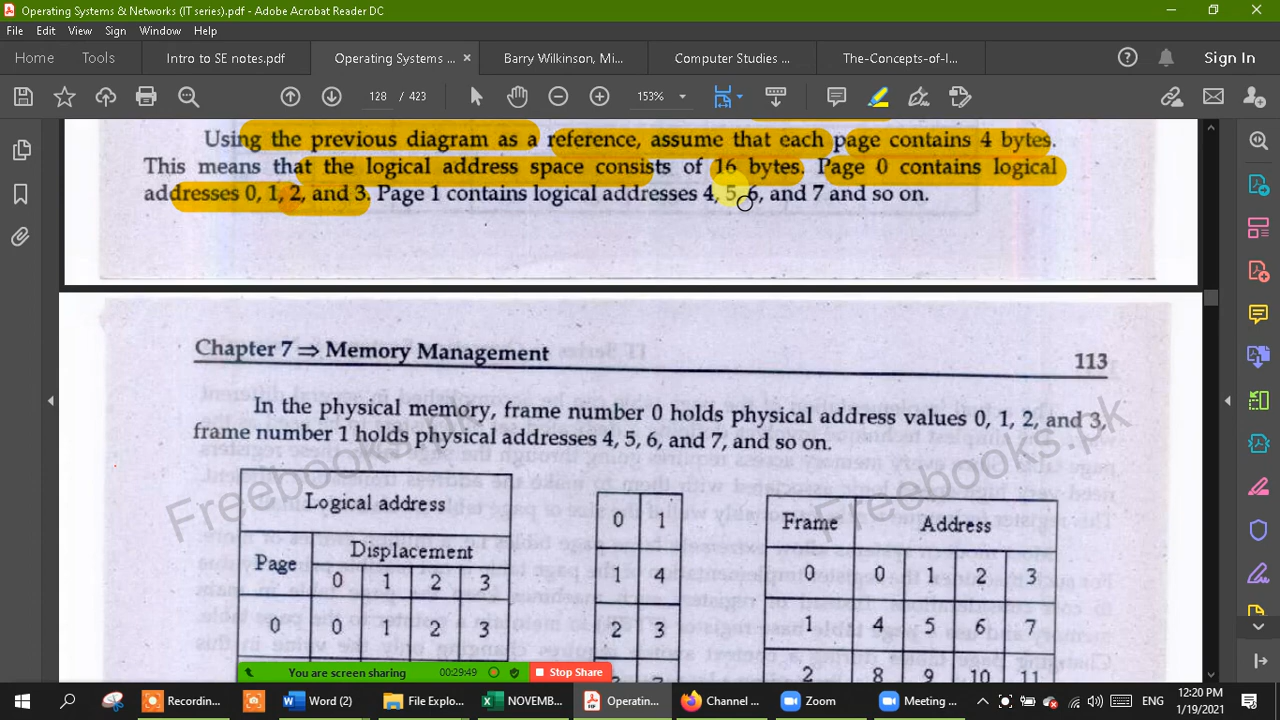 Operating Systems & Networks (IT series).pdf - Adobe Acrobat Reader DC
File Edit View Sign Window Help
Home Tools Intro to SE notes.pdf Operating Systems ... × Barry Wilkinson, Mi... Computer Studies ... The-Concepts-of-I... Sign In
128 / 423 153%
Using the previous diagram as a reference, assume that each page contains 4 bytes.
This means that the logical address space consists of 16 bytes. Page 0 contains logical
addresses 0, 1, 2, and 3. Page 1 contains logical addresses 4, 5, 6, and 7 and so on.
Chapter 7 ⇒ Memory Management 113
In the physical memory, frame number 0 holds physical address values 0, 1, 2, and 3,
frame number 1 holds physical addresses 4, 5, 6, and 7, and so on.
Freebooks.pk Freebooks.pk
Logical address
Page Displacement
0 1 2 3
0 0 1 2 3
0 1
1 4
2 3
Frame Address
0 0 1 2 3
1 4 5 6 7
2 8 9 10 11
You are screen sharing 00:29:49 Stop Share
Recordin... Word (2) File Explo... NOVEMB... Operatin... Channel ... Zoom Meeting ... ENG 12:20 PM
1/19/2021